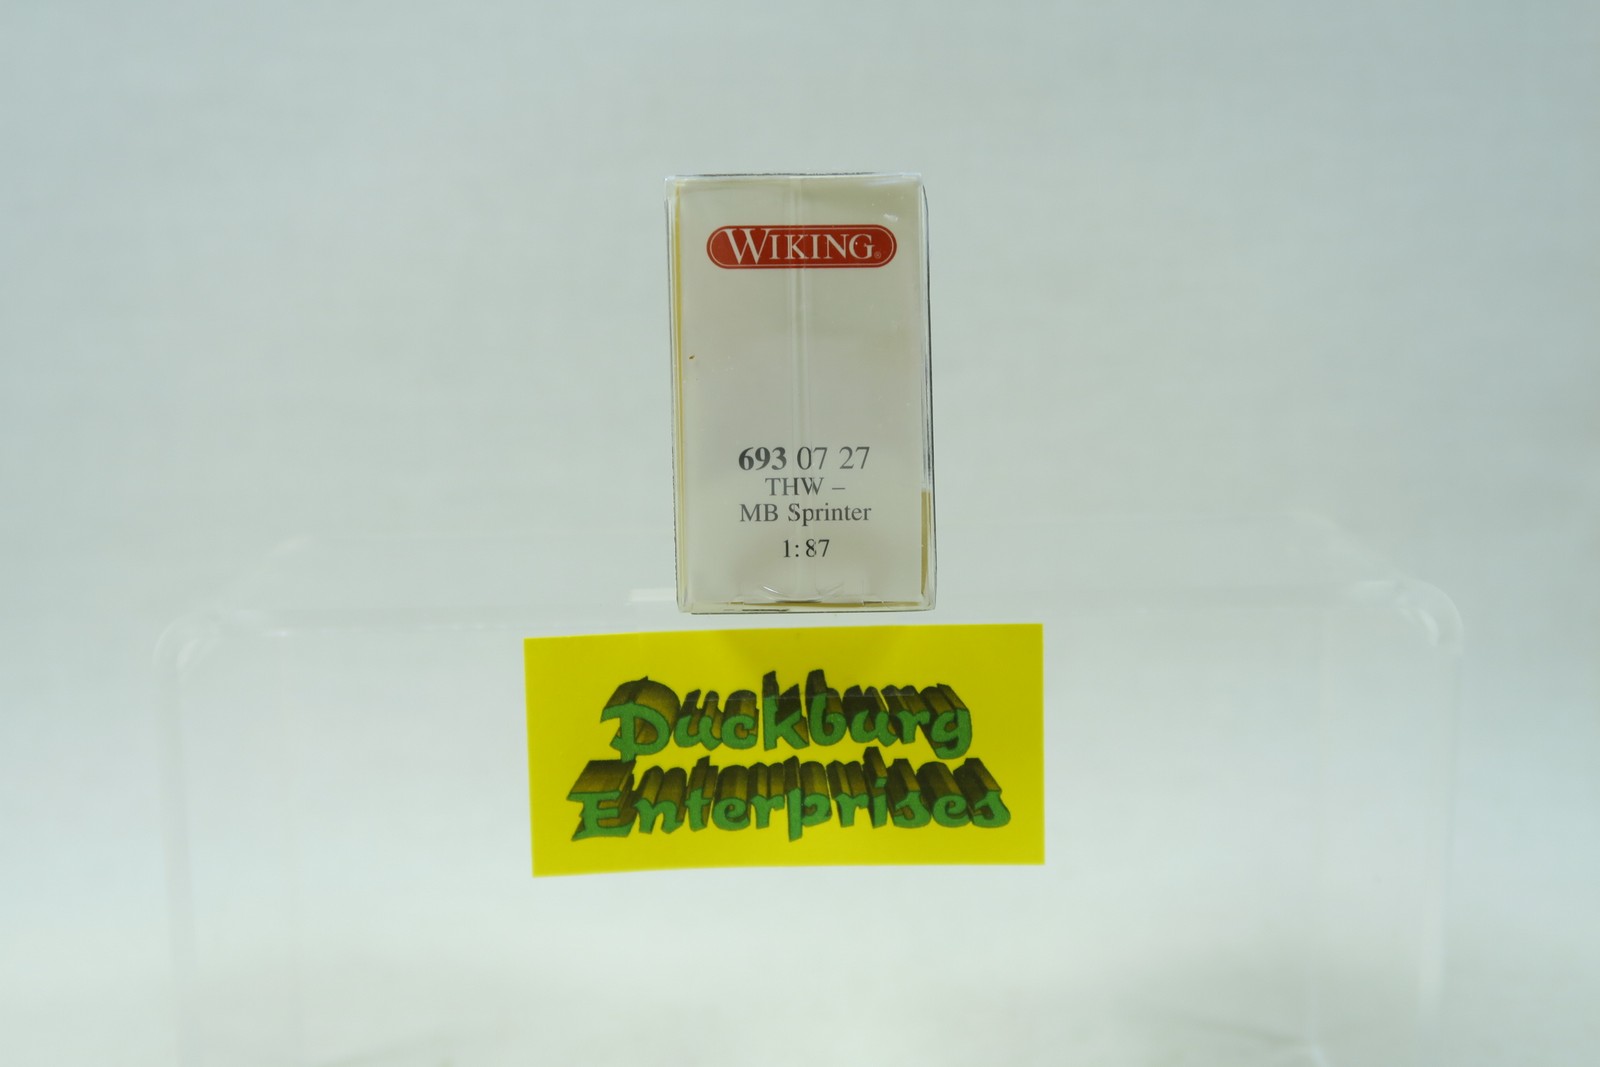 WIKING®
693 07 27
THW –
MB Sprinter
1:87
Duckburg
Enterprises